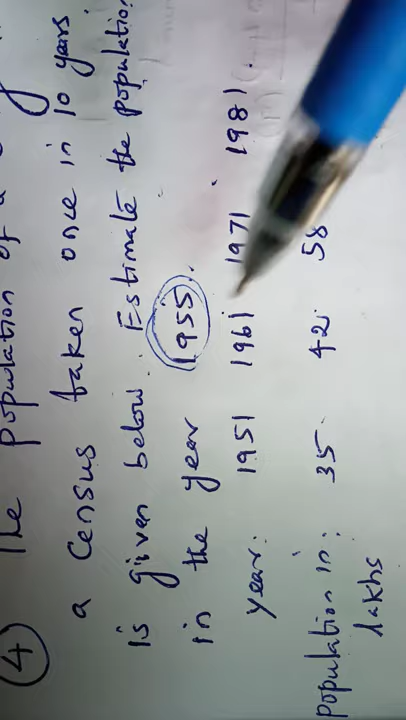 (4) The population of a
a Census taken once in 10 years.
is given below. Estimate the population
in the year 1955.
year: 1951 1961 1971 1981
Population in: 35 42 58
lakhs